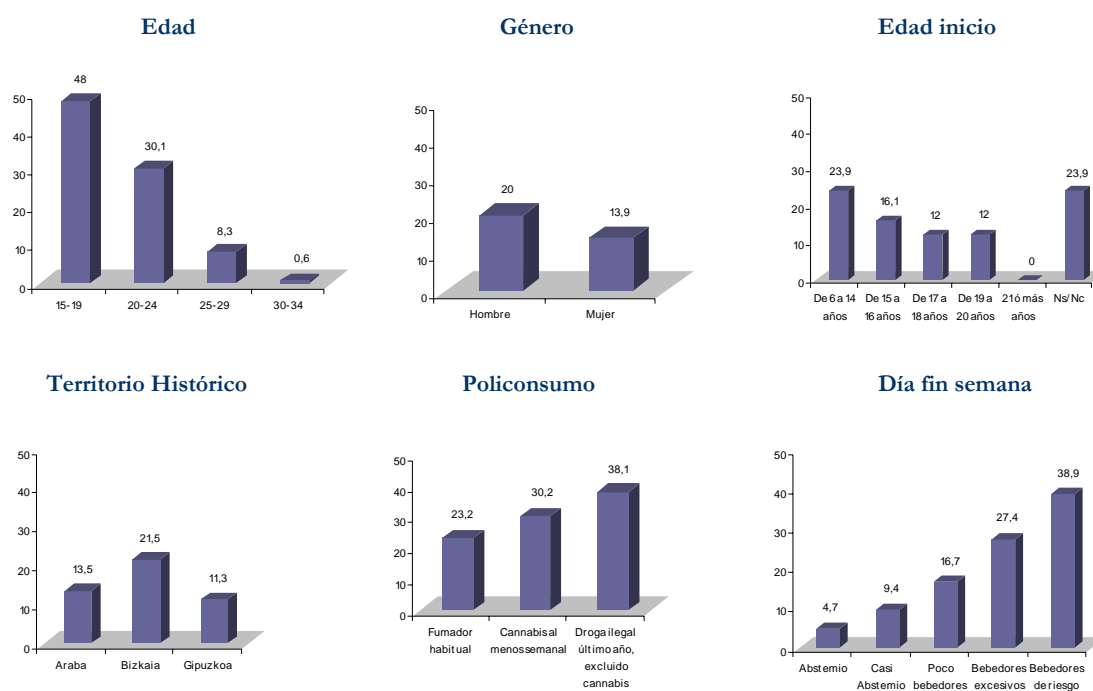 Edad
48
30,1
8,3
0,6
50
40
30
20
10
0
15-19
20-24
25-29
30-34
Género
20
13,9
50
40
30
20
10
0
Hombre
Mujer
Edad inicio
23,9
16,1
12
12
0
23,9
50
40
30
20
10
0
De 6 a 14
años
De 15 a
16 años
De 17 a
18 años
De 19 a
20 años
21 ó más
años
Ns/Nc
Territorio Histórico
13,5
21,5
11,3
50
40
30
20
10
0
Araba
Bizkaia
Gipuzkoa
Policonsumo
23,2
30,2
38,1
50
40
30
20
10
0
Fumador
habitual
Cannabis al
menos semanal
Droga ilegal
último año,
excluido
cannabis
Día fin semana
4,7
9,4
16,7
27,4
38,9
50
40
30
20
10
0
Abstemio
Casi
Abstemio
Poco
bebedores
Bebedores
excesivos
Bebedores
de riesgo